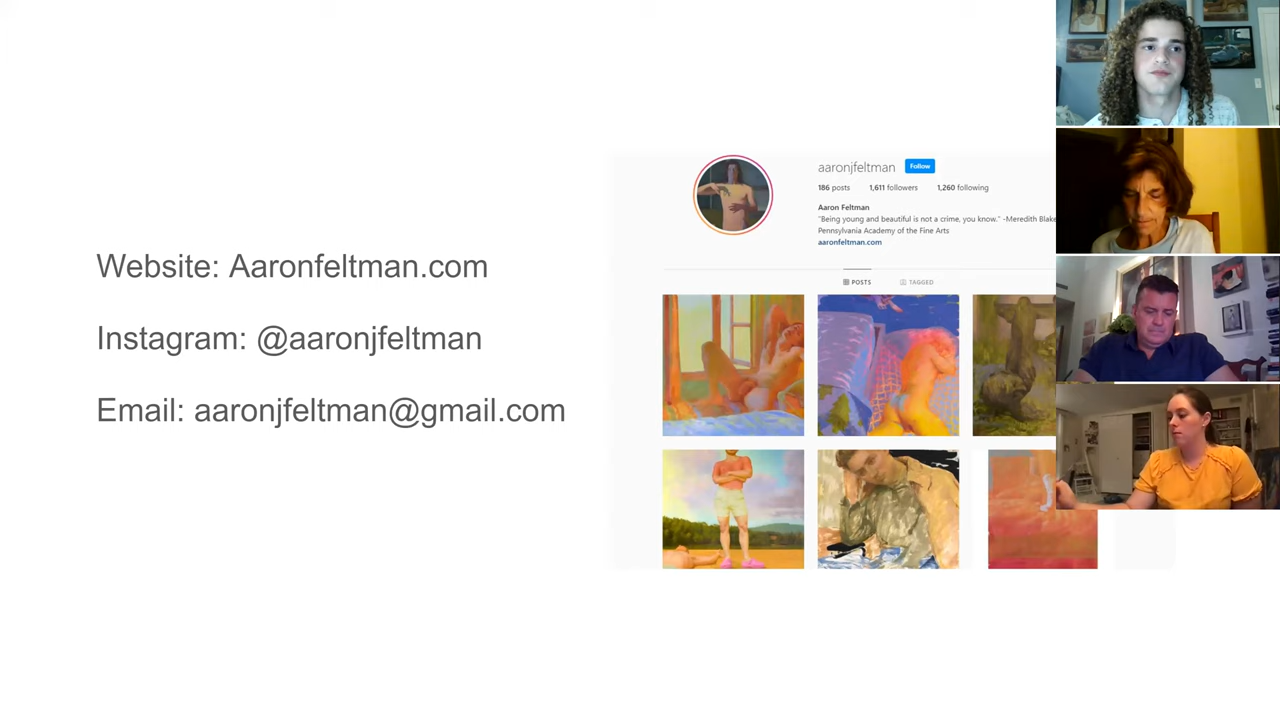 Website: Aaronfeltman.com
Instagram: @aaronjfeltman
Email: aaronjfeltman@gmail.com
aaronjfeltman Follow
186 posts 1,611 followers 1,260 following
Aaron Feltman
"Being young and beautiful is not a crime, you know." -Meredith Blake
Pennsylvania Academy of the Fine Arts
aaronfeltman.com
POSTS TAGGED